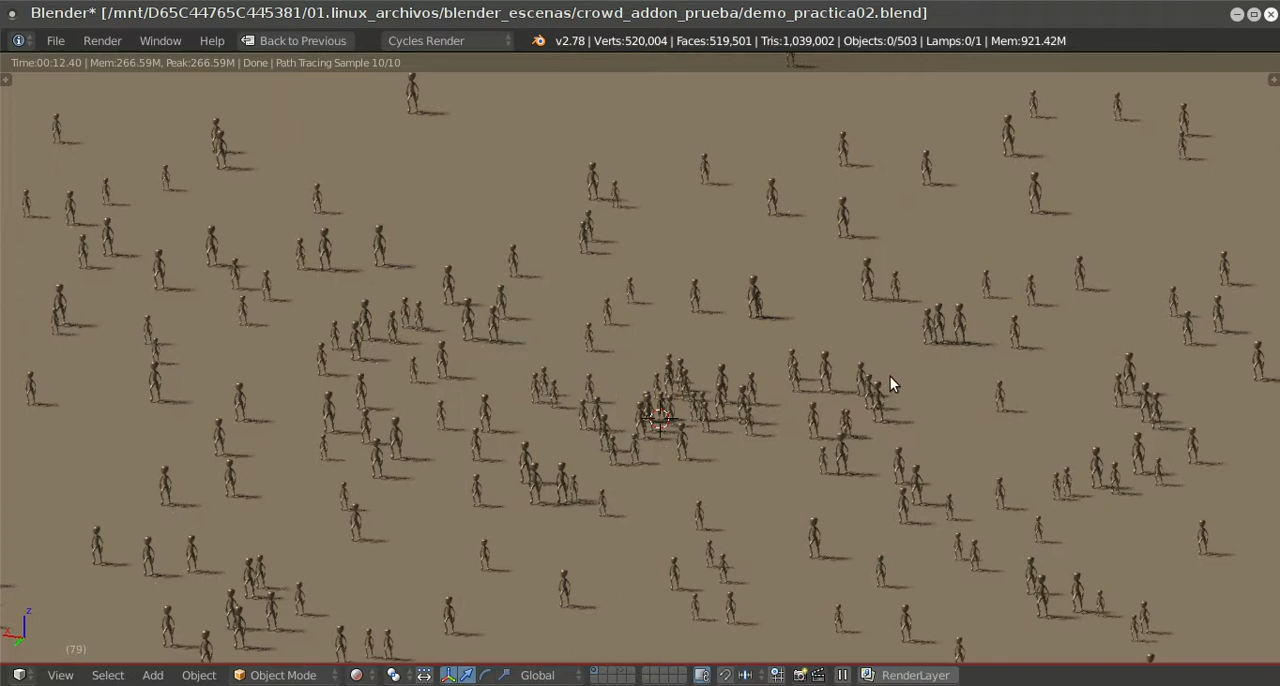 Blender* [/mnt/D65C44765C445381/01.linux_archivos/blender_escenas/crowd_addon_prueba/demo_practica02.blend]
File Render Window Help Back to Previous Cycles Render v2.78 | Verts:520,004 | Faces:519,501 | Tris:1,039,002 | Objects:0/503 | Lamps:0/1 | Mem:921.42M
Time:00:12.40 | Mem:266.59M, Peak:266.59M | Done | Path Tracing Sample 10/10
z
x
y
(79)
View Select Add Object Object Mode Global RenderLayer